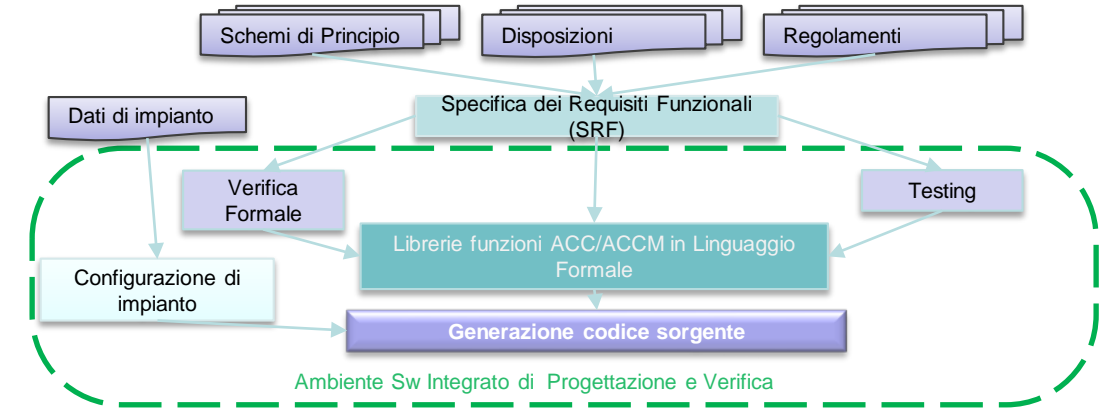 Schemi di Principio
Disposizioni
Regolamenti
Dati di impianto
Specifica dei Requisiti Funzionali
(SRF)
Verifica
Formale
Testing
Librerie funzioni ACC/ACCM in Linguaggio
Formale
Configurazione di
impianto
Generazione codice sorgente
Ambiente Sw Integrato di Progettazione e Verifica